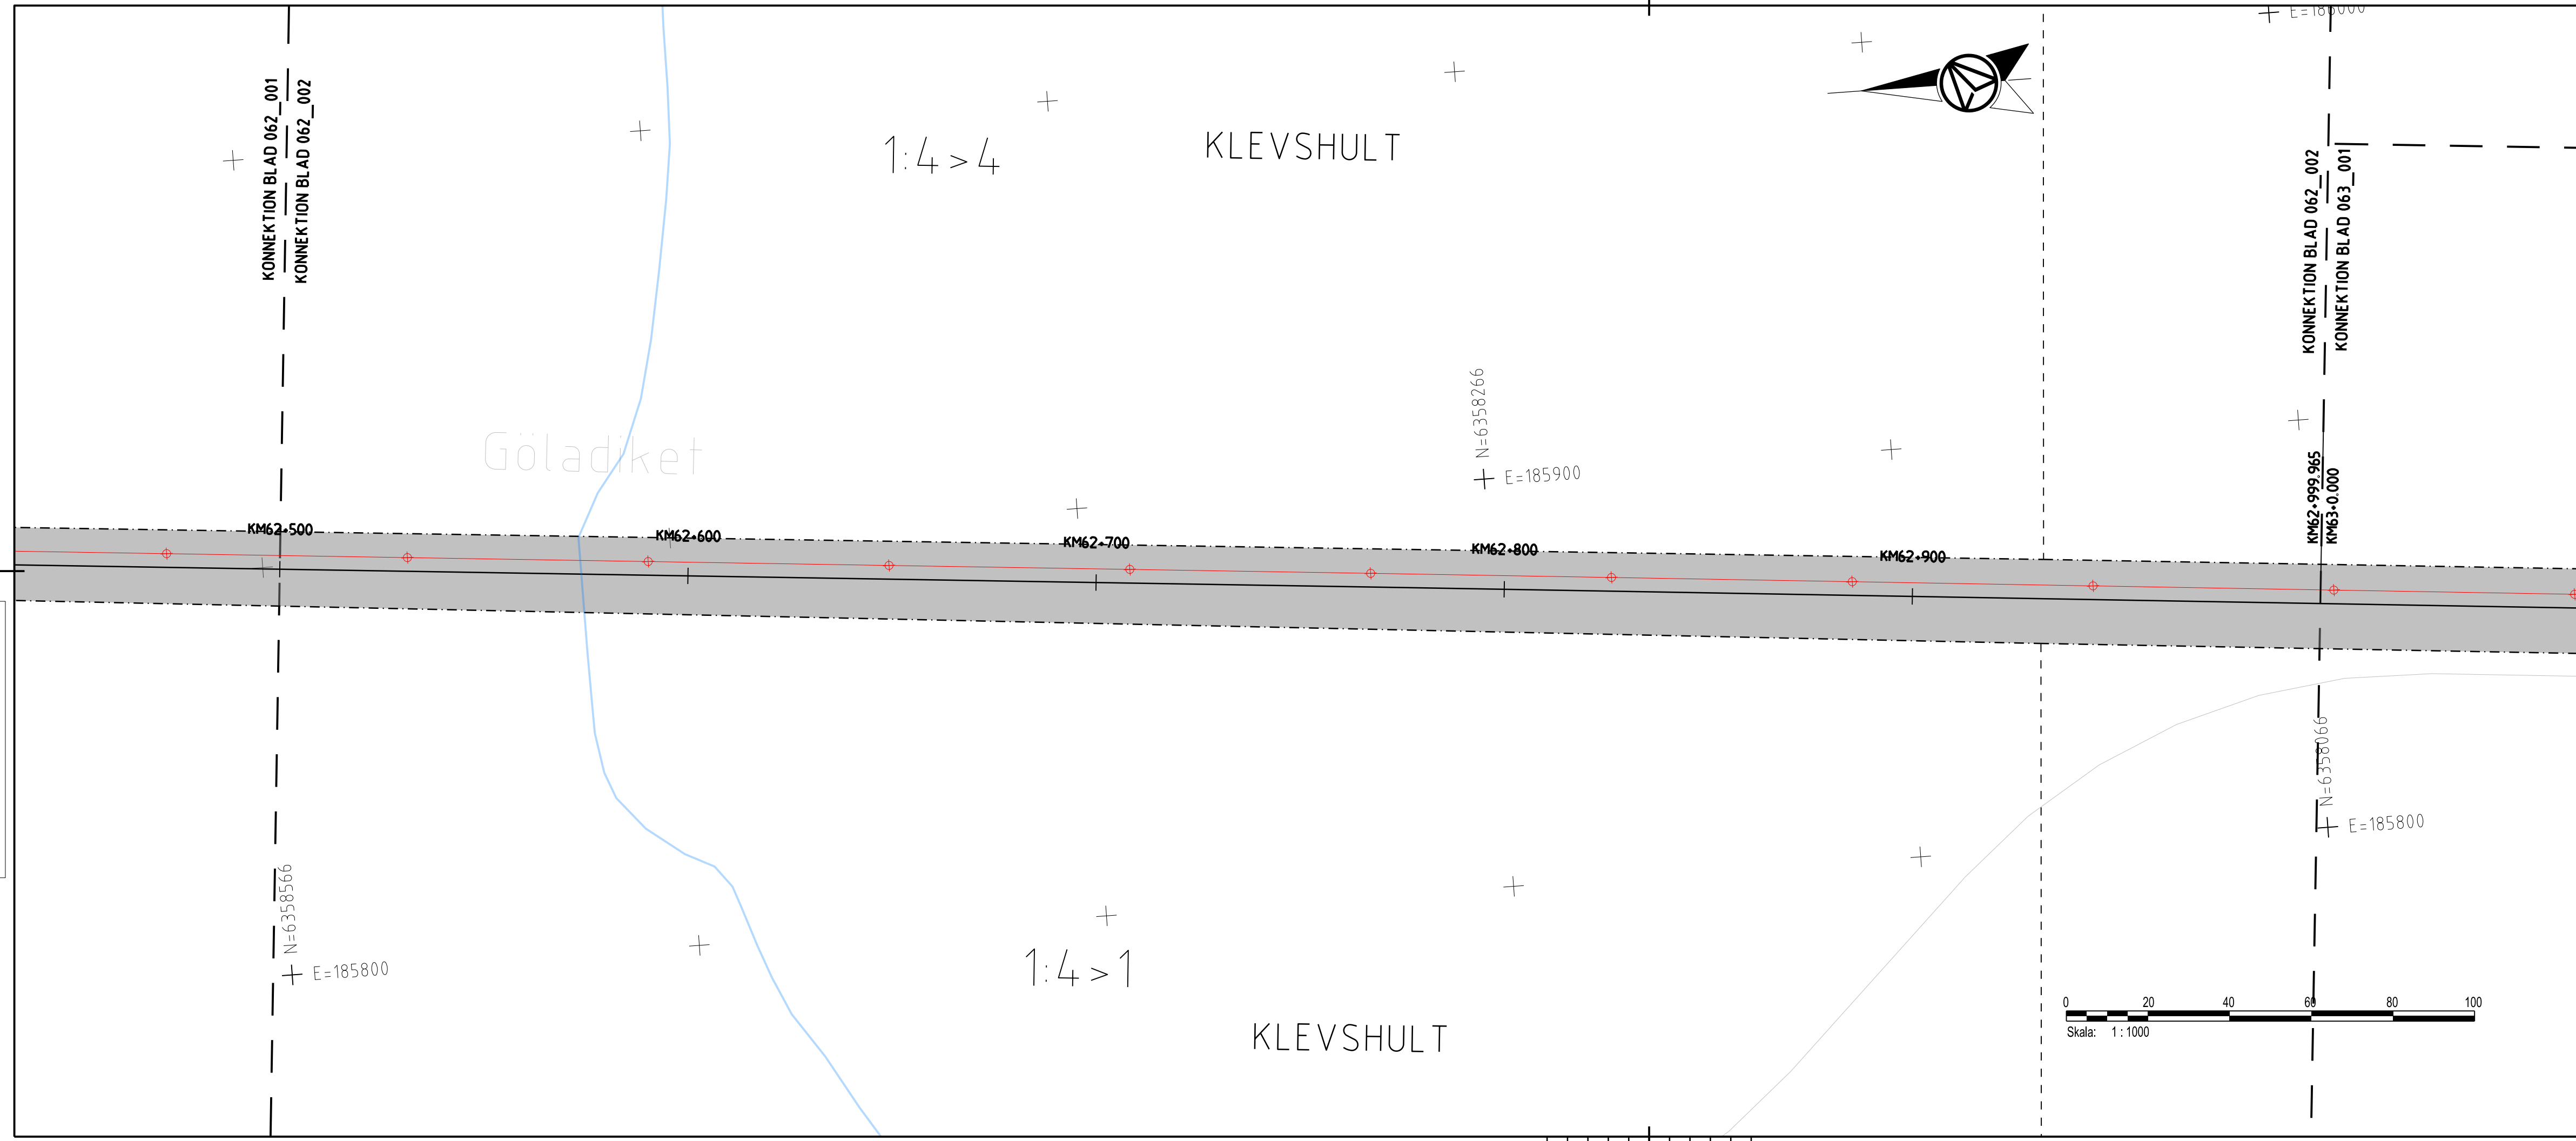 E=186000
KONNEKTION BLAD 062_001
KONNEKTION BLAD 062_002
1:4>4
KLEVSHULT
KONNEKTION BLAD 062_002
KONNEKTION BLAD 063_001
Göladiket
N=6358266
E=185900
KM62+999.965
KM63+0.000
KM62+500
KM62+600
KM62+700
KM62+800
KM62+900
N=6358066
E=185800
N=6358566
E=185800
1:4>1
KLEVSHULT
0 20 40 60 80 100
Skala: 1 : 1000